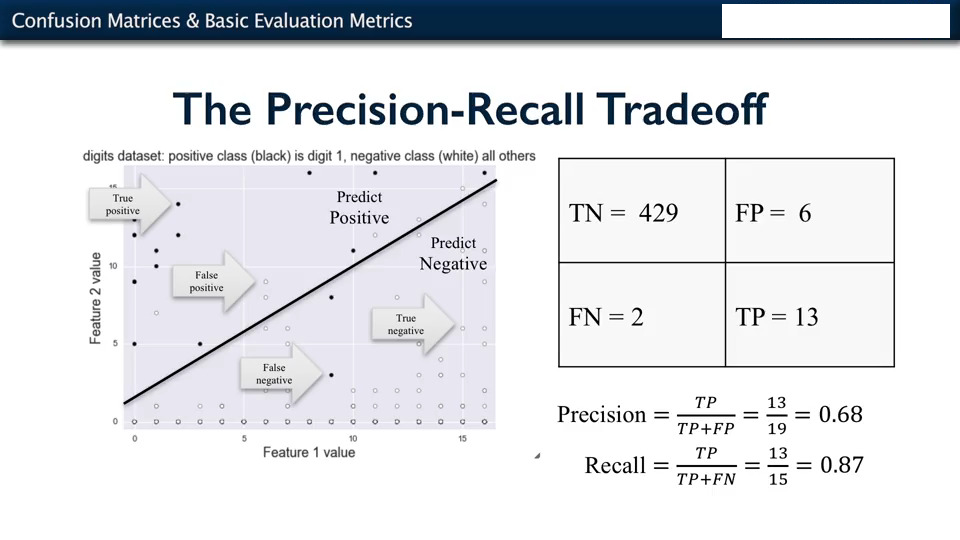 Confusion Matrices & Basic Evaluation Metrics
The Precision-Recall Tradeoff
digits dataset: positive class (black) is digit 1, negative class (white) all others
True
positive
Predict
Positive
Predict
Negative
False
positive
True
negative
False
negative
Feature 2 value
15
10
5
0
0
5
10
15
Feature 1 value
TN = 429
FP = 6
FN = 2
TP = 13
Precision = TP/TP+FP = 13/19 = 0.68
Recall = TP/TP+FN = 13/15 = 0.87